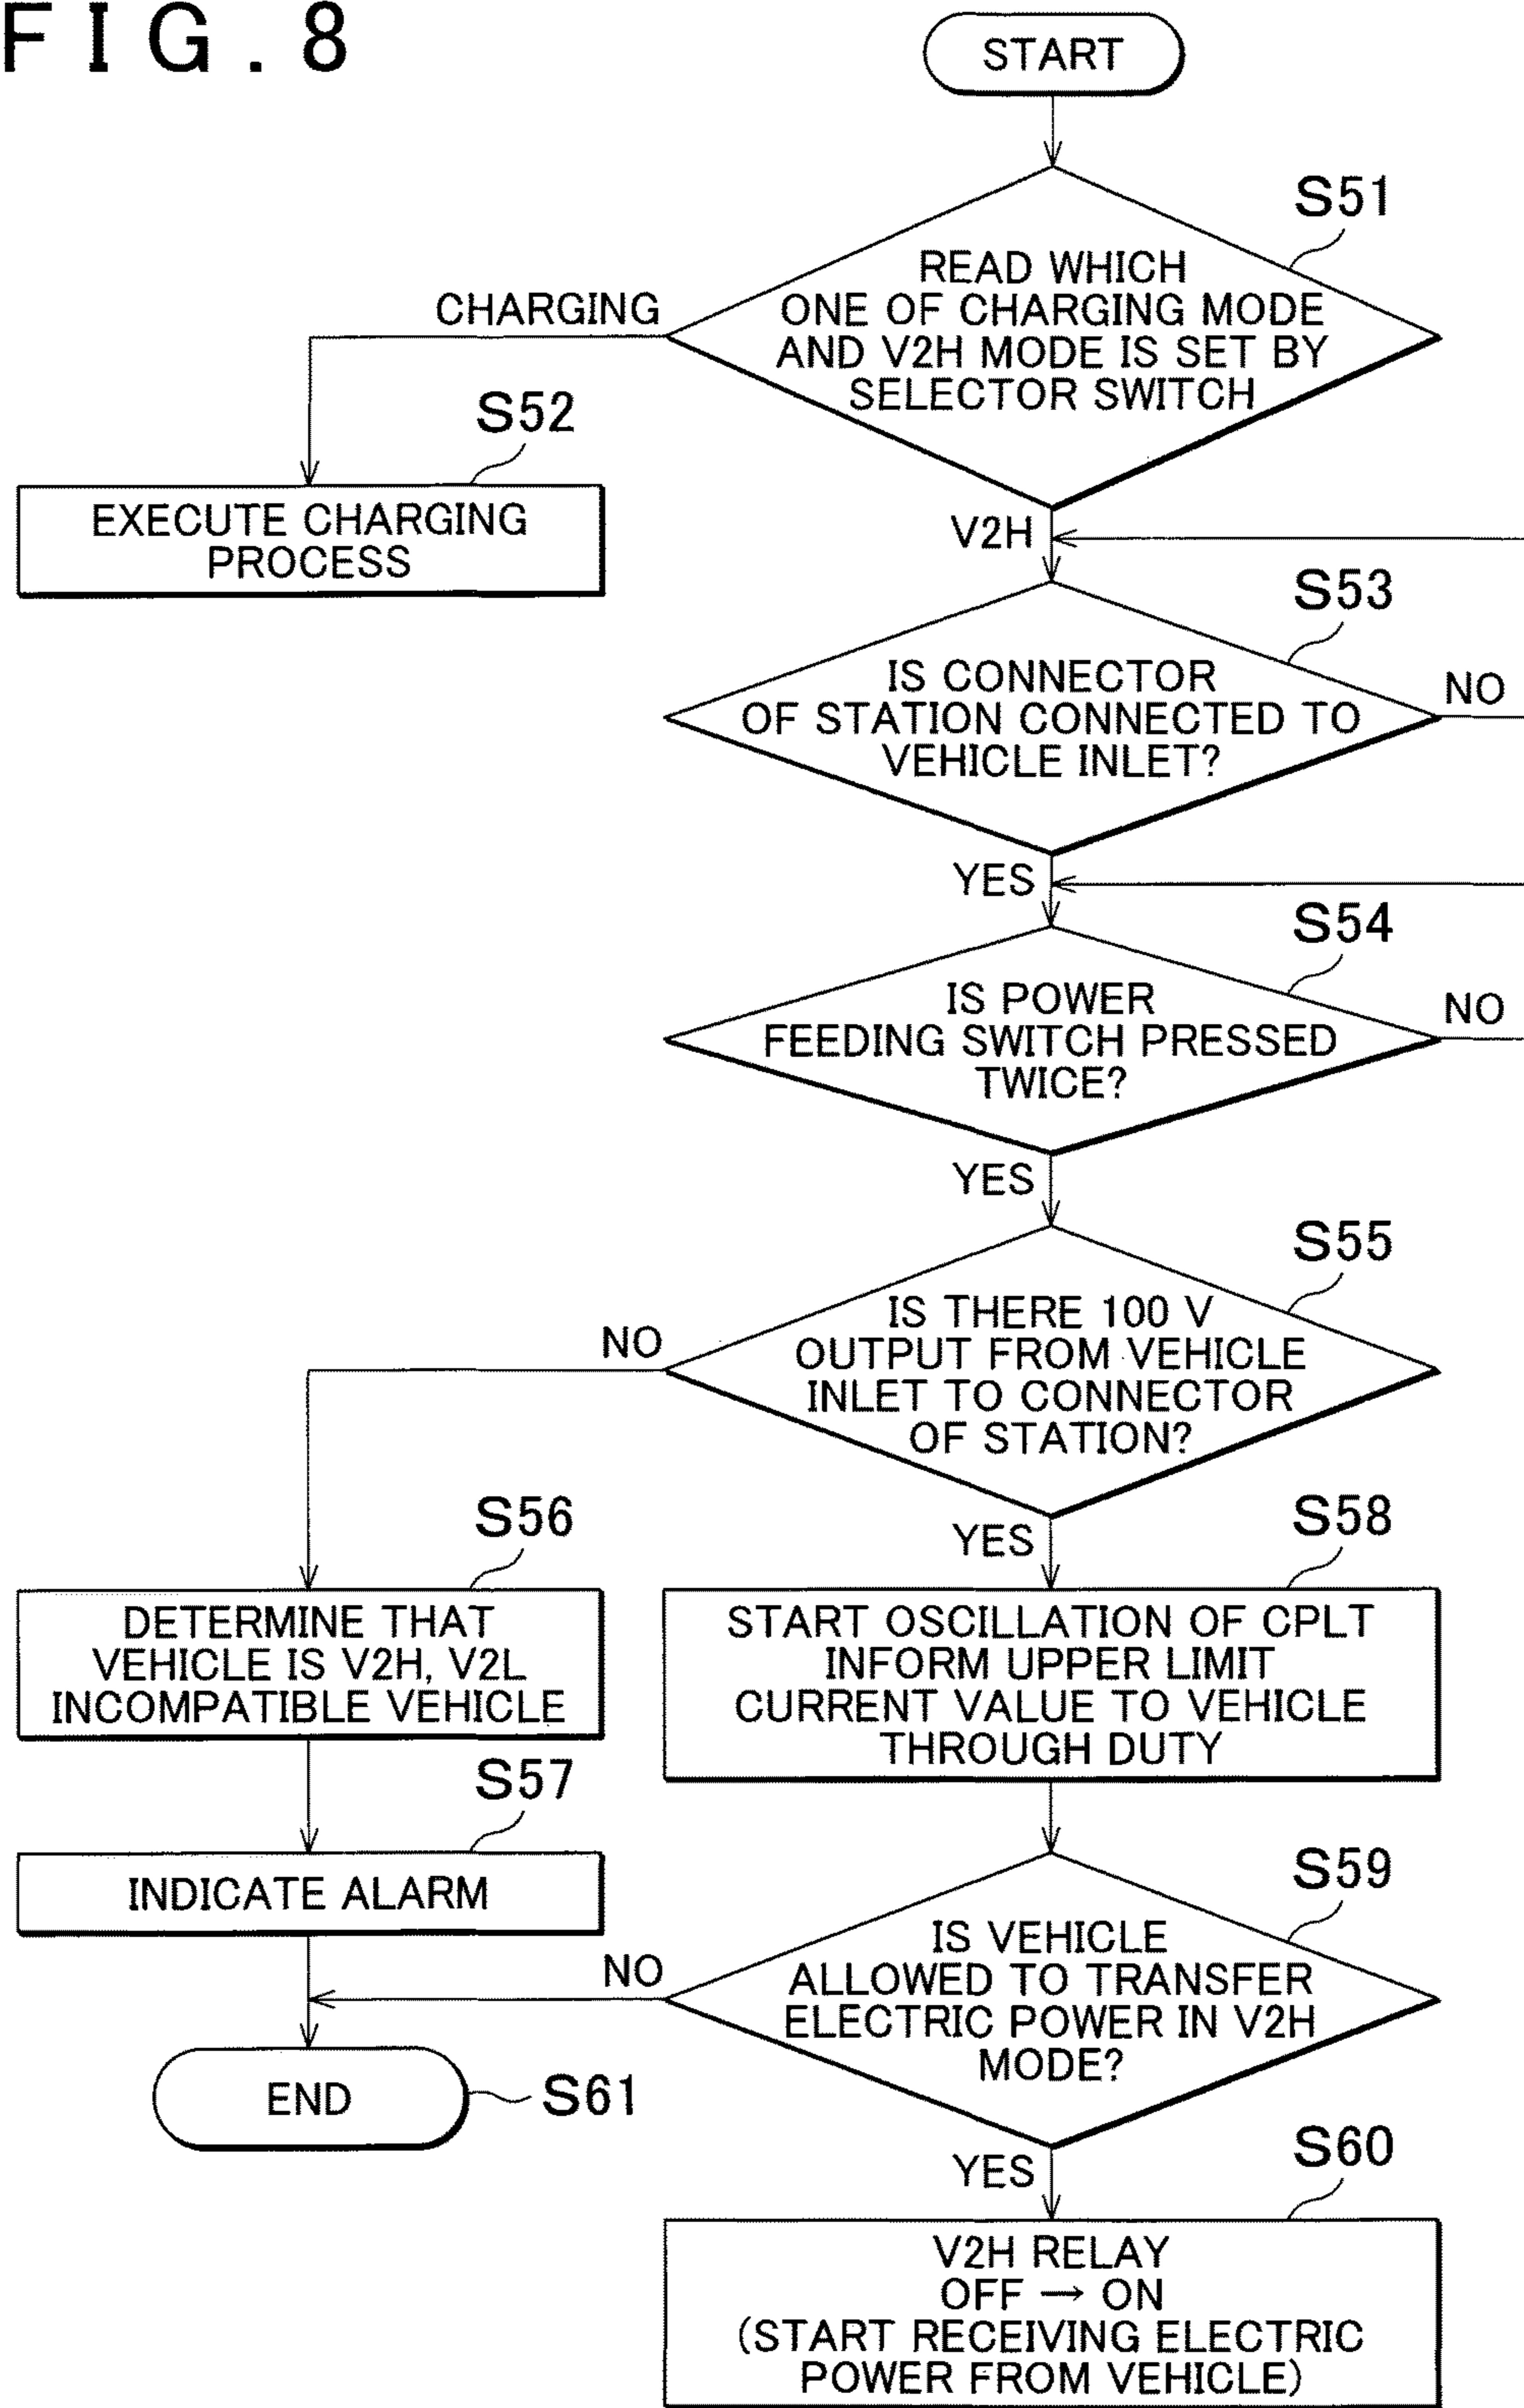 FIG.8
START
S51
READ WHICH
ONE OF CHARGING MODE
AND V2H MODE IS SET BY
SELECTOR SWITCH
CHARGING
S52
EXECUTE CHARGING
PROCESS
V2H
S53
IS CONNECTOR
OF STATION CONNECTED TO
VEHICLE INLET?
NO
YES
S54
IS POWER
FEEDING SWITCH PRESSED
TWICE?
NO
YES
S55
IS THERE 100 V
OUTPUT FROM VEHICLE
INLET TO CONNECTOR
OF STATION?
NO
S56
DETERMINE THAT
VEHICLE IS V2H, V2L
INCOMPATIBLE VEHICLE
S57
INDICATE ALARM
YES
S58
START OSCILLATION OF CPLT
INFORM UPPER LIMIT
CURRENT VALUE TO VEHICLE
THROUGH DUTY
S59
IS VEHICLE
ALLOWED TO TRANSFER
ELECTRIC POWER IN V2H
MODE?
NO
END
S61
YES
S60
V2H RELAY
OFF → ON
(START RECEIVING ELECTRIC
POWER FROM VEHICLE)